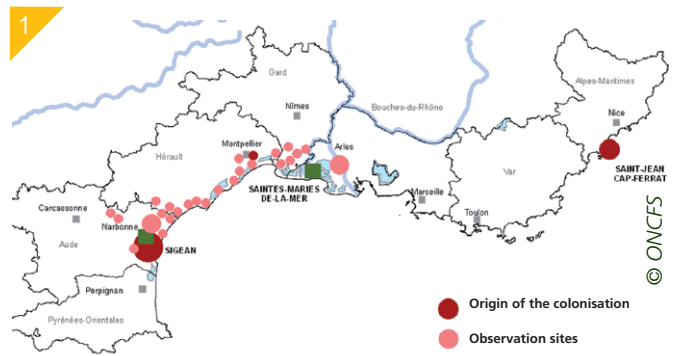 1
Gard
Alpes-Maritimes
Nîmes
Bouches-du-Rhône
Nice
Montpellier
Arles
Hérault
SAINT-JEAN
CAP-FERRAT
Var
SAINTES-MARIES
DE-LA-MER
Marseille
Carcassonne
Toulon
Narbonne
Aude
SIGEAN
Perpignan
Pyrénées-Orientales
Origin of the colonisation
Observation sites
© ONCFS